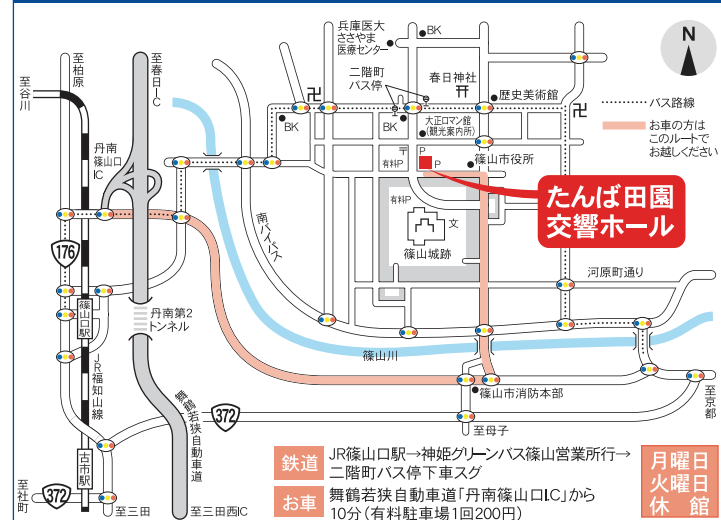 兵庫医大
ささやま
医療センター
BK
N
至柏原
至春日IC
至谷川
二階町
バス停
春日神社
歴史美術館
BK
BK
大正ロマン館
(観光案内所)
バス路線
お車の方は
このルートで
お越しください
丹南
篠山口
IC
P
有料P
P
篠山市役所
たんば田園
交響ホール
有料P
文
篠山城跡
南バイパス
176
河原町通り
篠山口駅
丹南第2
トンネル
篠山川
JR福知山線
舞鶴若狭自動車道
篠山市消防本部
至京都
372
至母子
古市駅
至社町
372
至三田
至三田西IC
鉄道
JR篠山口駅→神姫グリーンバス篠山営業所行→
二階町バス停下車スグ
お車
舞鶴若狭自動車道「丹南篠山口IC」から
10分(有料駐車場1回200円)
月曜日
火曜日
休館